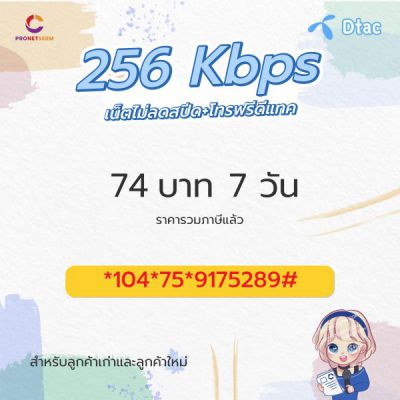 C
PRONETSERM
Dtac
256 Kbps
เน็ตไม่ลดสปีด+โทรฟรีดีแทค
74 บาท 7 วัน
ราคารวมภาษีแล้ว
*104*75*9175289#
สำหรับลูกค้าเก่าและลูกค้าใหม่